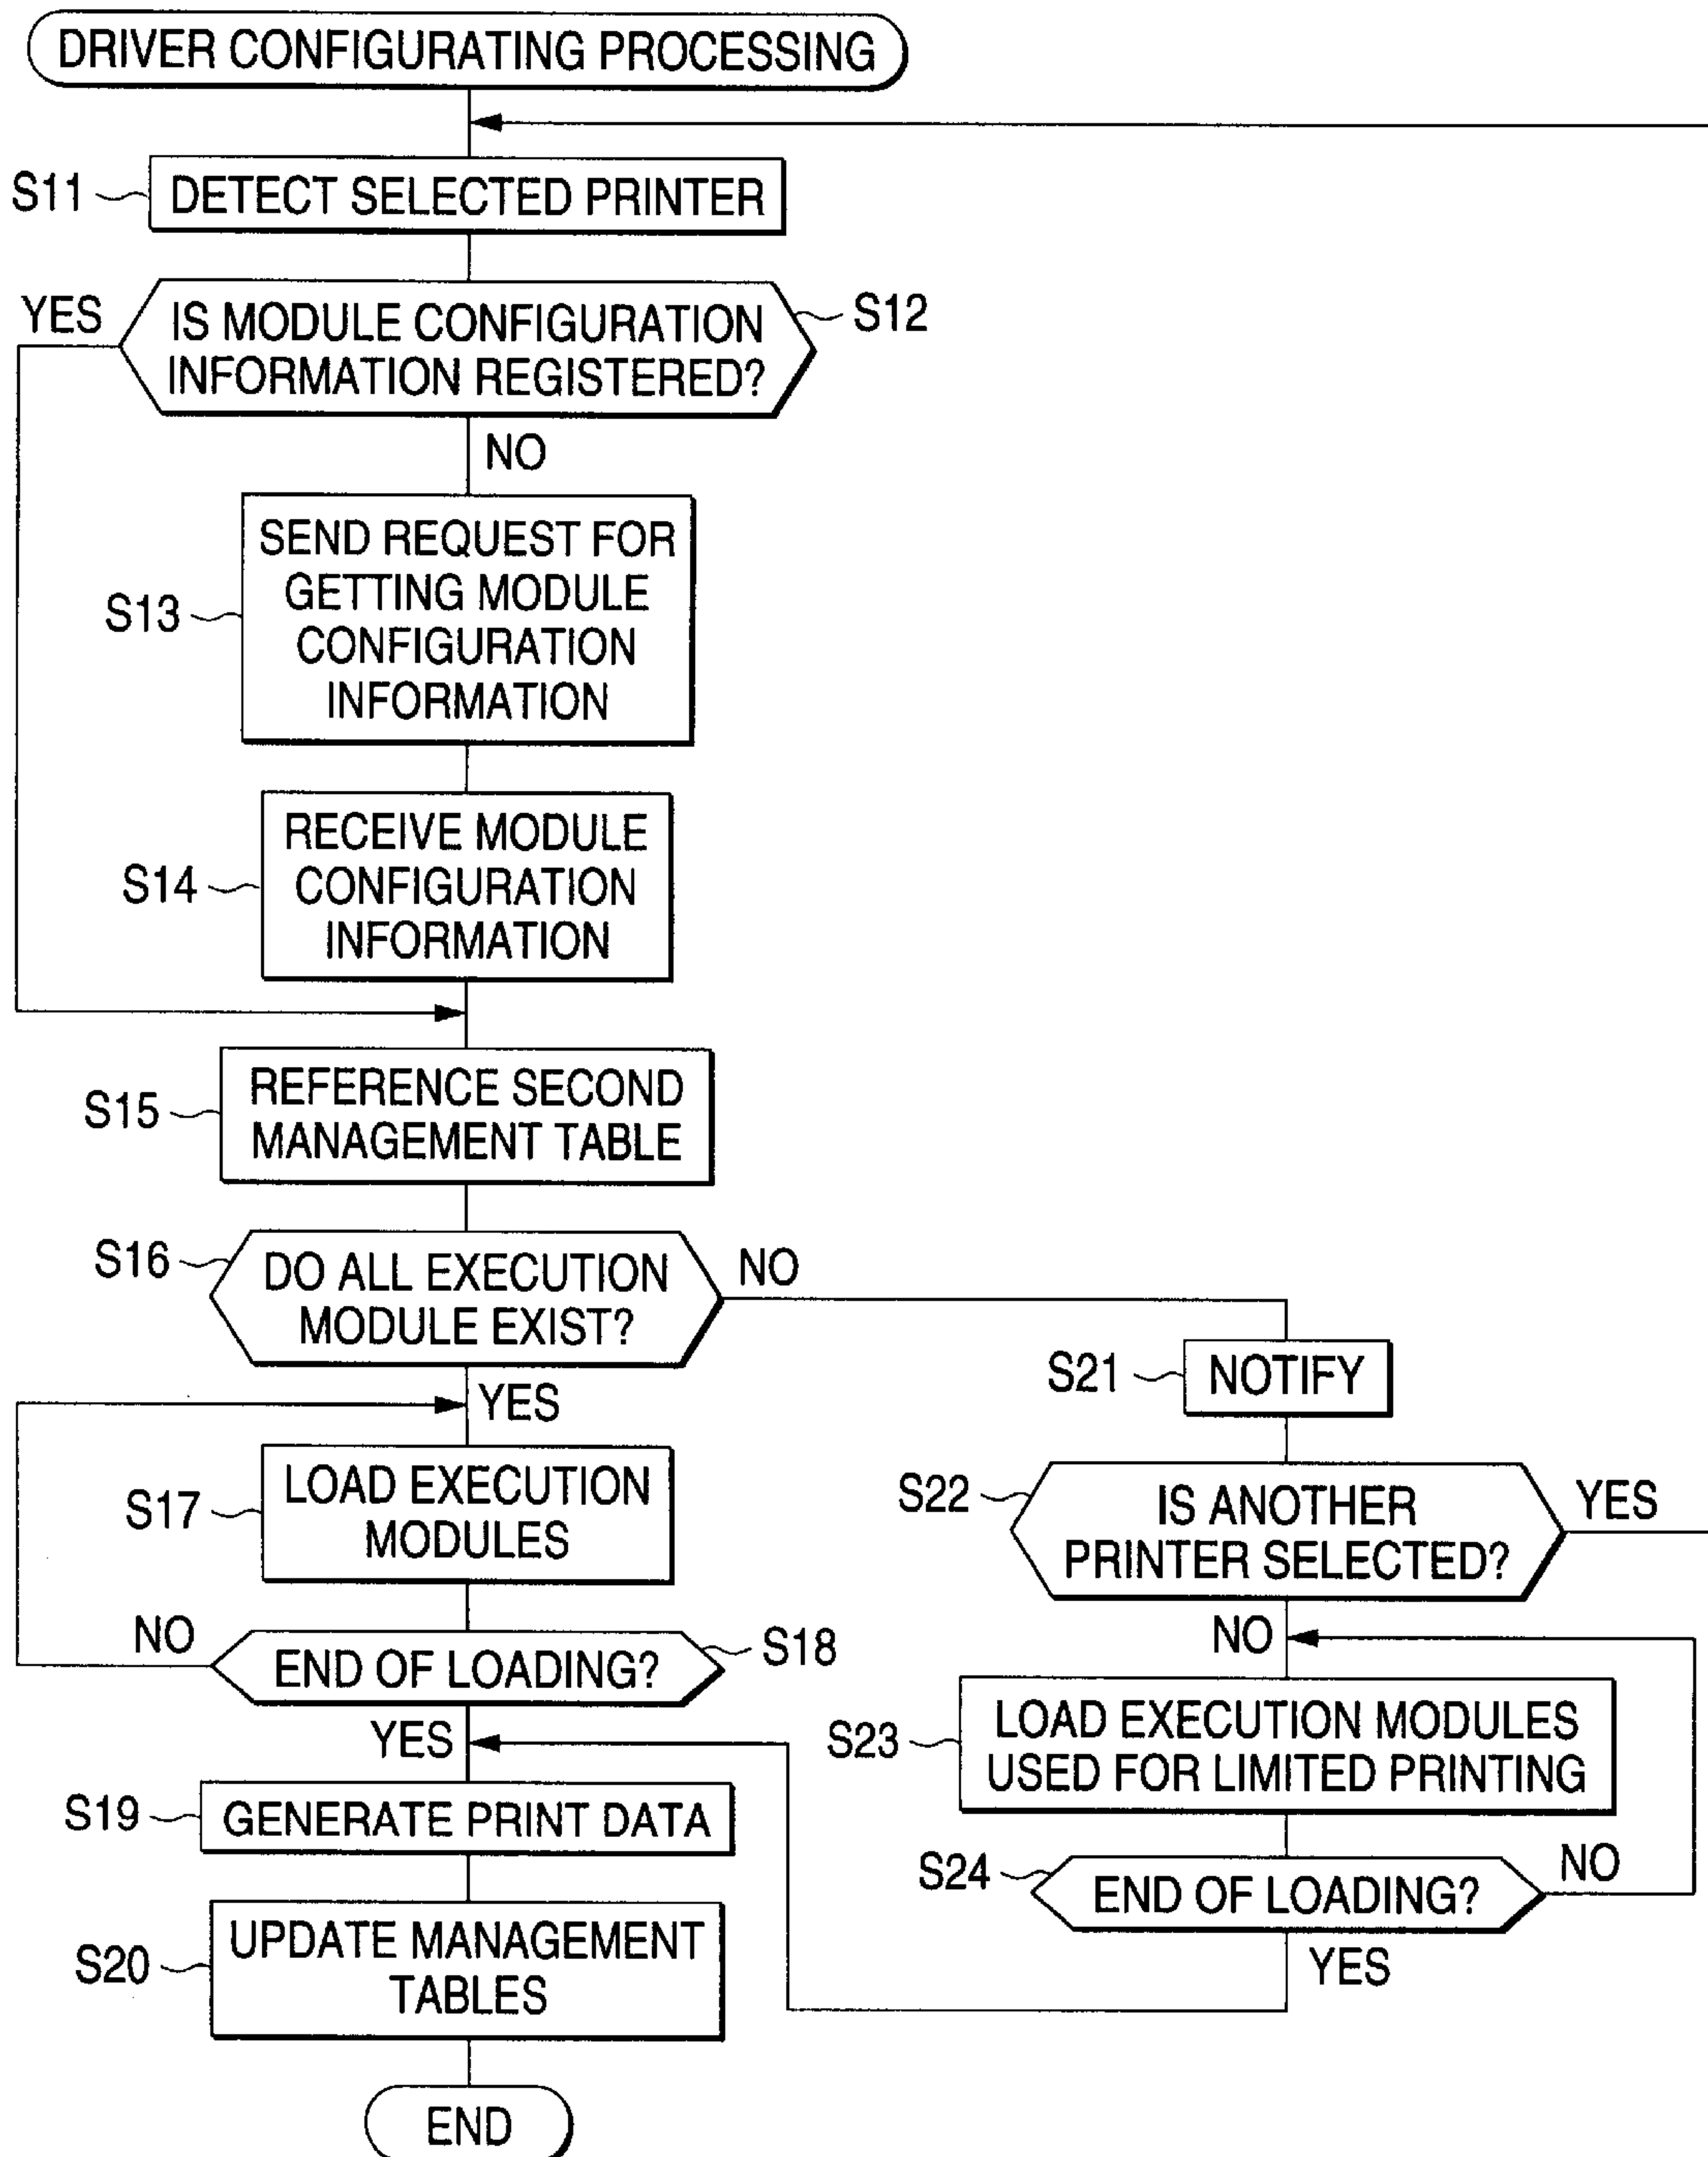 DRIVER CONFIGURATING PROCESSING
S11
DETECT SELECTED PRINTER
YES
IS MODULE CONFIGURATION
INFORMATION REGISTERED?
S12
NO
S13
SEND REQUEST FOR
GETTING MODULE
CONFIGURATION
INFORMATION
S14
RECEIVE MODULE
CONFIGURATION
INFORMATION
S15
REFERENCE SECOND
MANAGEMENT TABLE
S16
DO ALL EXECUTION
MODULE EXIST?
NO
YES
S17
LOAD EXECUTION
MODULES
NO
END OF LOADING?
S18
YES
S19
GENERATE PRINT DATA
S20
UPDATE MANAGEMENT
TABLES
END
S21
NOTIFY
S22
IS ANOTHER
PRINTER SELECTED?
YES
NO
S23
LOAD EXECUTION MODULES
USED FOR LIMITED PRINTING
S24
END OF LOADING?
NO
YES